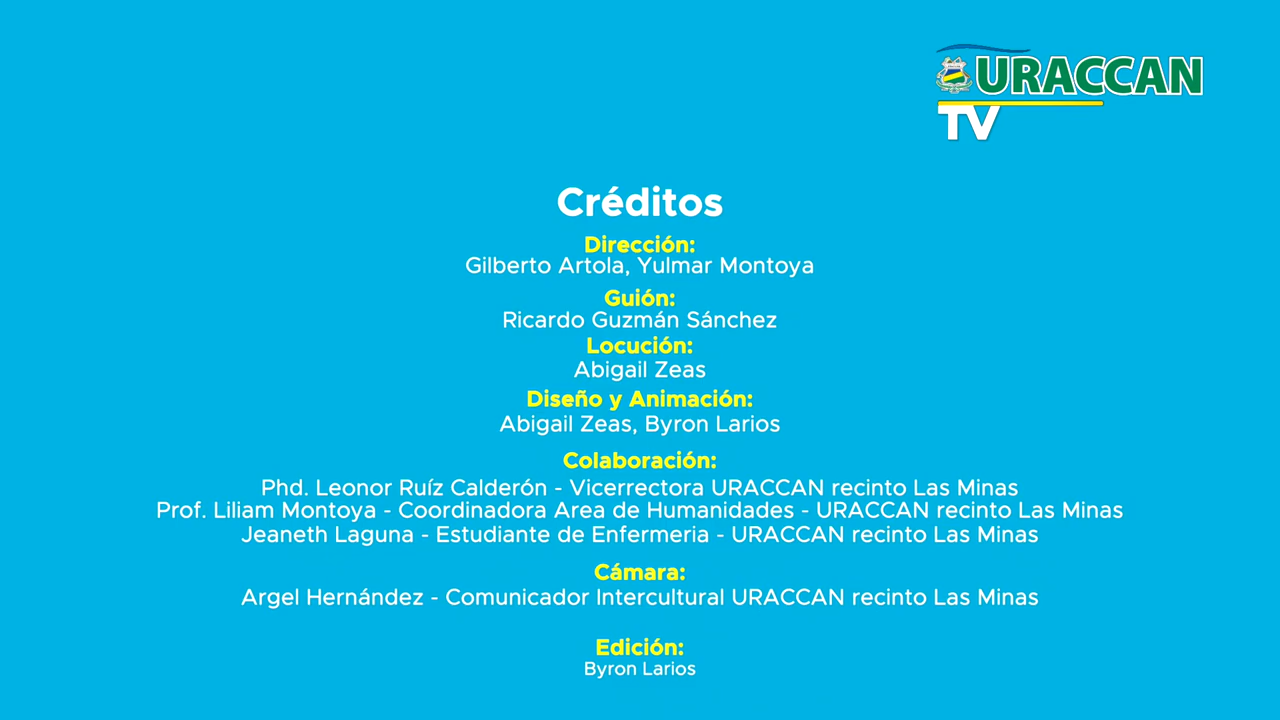 URACCAN
TV
Créditos
Dirección:
Gilberto Artola, Yulmar Montoya
Guión:
Ricardo Guzmán Sánchez
Locución:
Abigail Zeas
Diseño y Animación:
Abigail Zeas, Byron Larios
Colaboración:
Phd. Leonor Ruíz Calderón - Vicerrectora URACCAN recinto Las Minas
Prof. Liliam Montoya - Coordinadora Area de Humanidades - URACCAN recinto Las Minas
Jeaneth Laguna - Estudiante de Enfermeria - URACCAN recinto Las Minas
Cámara:
Argel Hernández - Comunicador Intercultural URACCAN recinto Las Minas
Edición:
Byron Larios